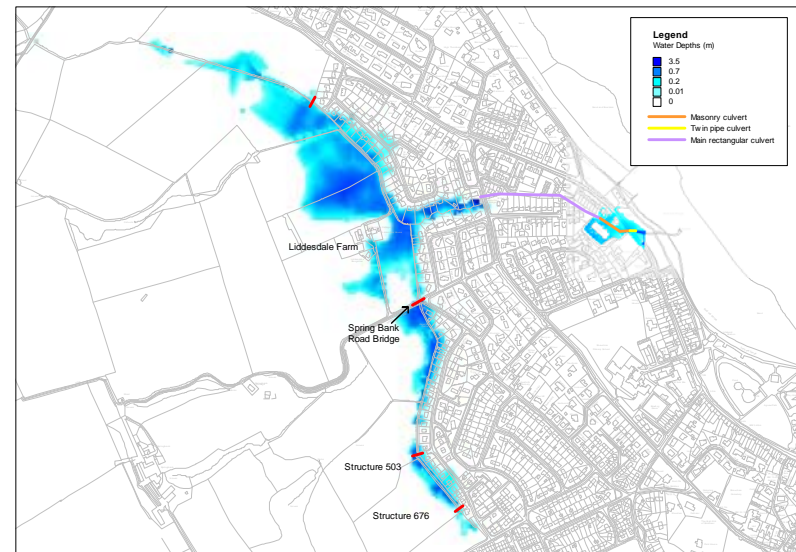 Legend
Water Depths (m)
3.5
0.7
0.2
0.01
0
Masonry culvert
Twin pipe culvert
Main rectangular culvert
Liddesdale Farm
Spring Bank
Road Bridge
Structure 503
Structure 676